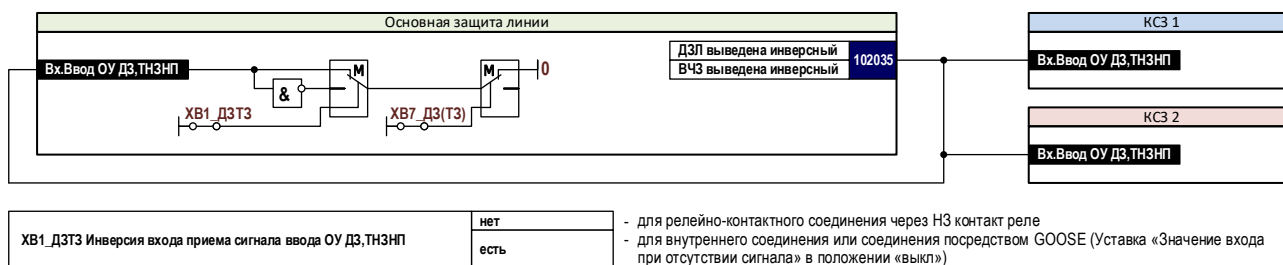 Основная защита линии
КСЗ 1
Вх.Ввод ОУ ДЗ,ТНЗНП
М
М
0
&
ХВ1_ДЗТЗ
ХВ7_ДЗ(ТЗ)
ДЗЛ выведена инверсный
ВЧЗ выведена инверсный
102035
Вх.Ввод ОУ ДЗ,ТНЗНП
КСЗ 2
Вх.Ввод ОУ ДЗ,ТНЗНП
ХВ1_ДЗТЗ Инверсия входа приема сигнала ввода ОУ ДЗ,ТНЗНП
нет
есть
- для релейно-контактного соединения через НЗ контакт реле
- для внутреннего соединения или соединения посредством GOOSE (Уставка «Значение входа
при отсутствии сигнала» в положении «выкл»)